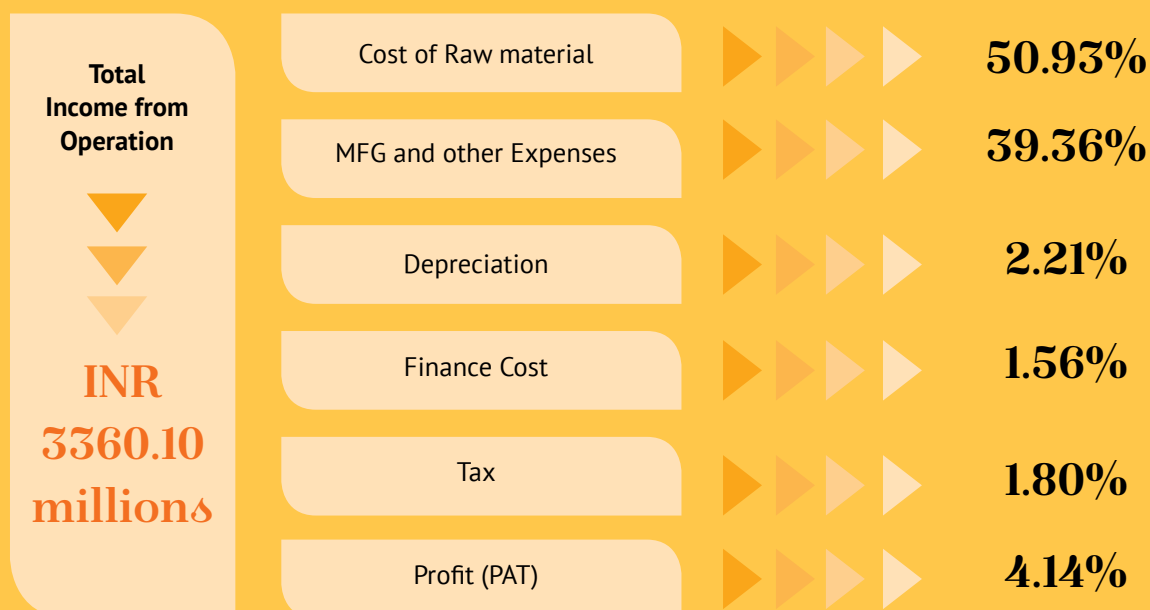 Total
Income from
Operation
INR
3360.10
millions
Cost of Raw material
50.93%
MFG and other Expenses
39.36%
Depreciation
2.21%
Finance Cost
1.56%
Tax
1.80%
Profit (PAT)
4.14%